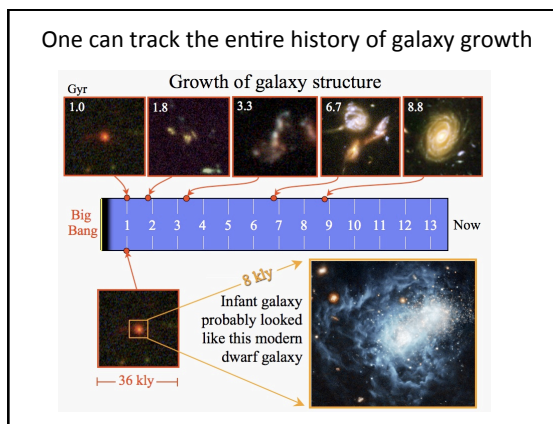 One can track the entire history of galaxy growth
Growth of galaxy structure
Gyr
1.0
1.8
3.3
6.7
8.8
Big
Bang
1 2 3 4 5 6 7 8 9 10 11 12 13
Now
8 kly
Infant galaxy
probably looked
like this modern
dwarf galaxy
36 kly